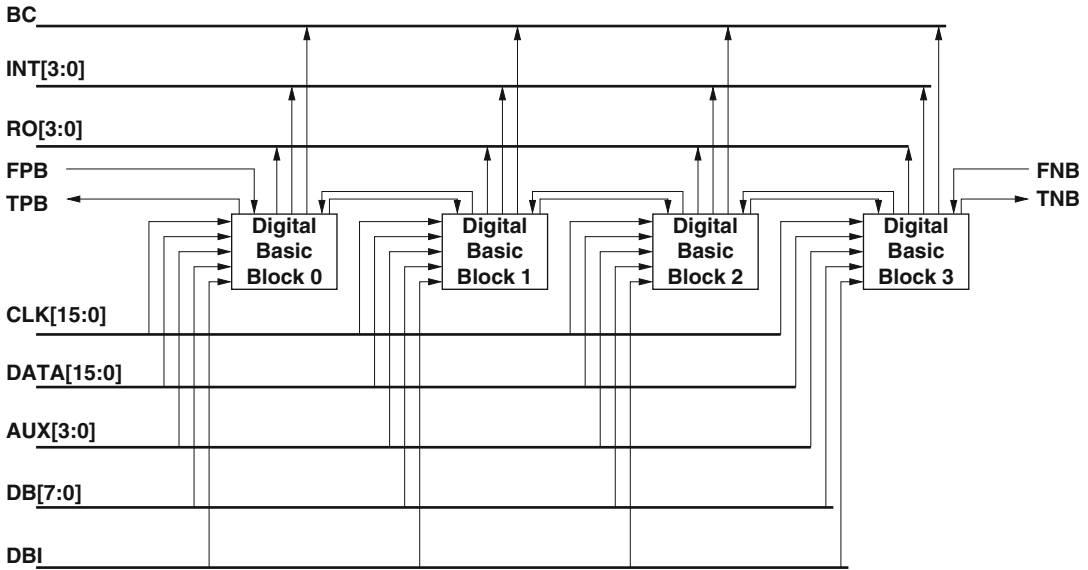 BC
INT[3:0]
RO[3:0]
FPB
FNB
TPB
TNB
Digital
Basic
Block 0
Digital
Basic
Block 1
Digital
Basic
Block 2
Digital
Basic
Block 3
CLK[15:0]
DATA[15:0]
AUX[3:0]
DB[7:0]
DBI